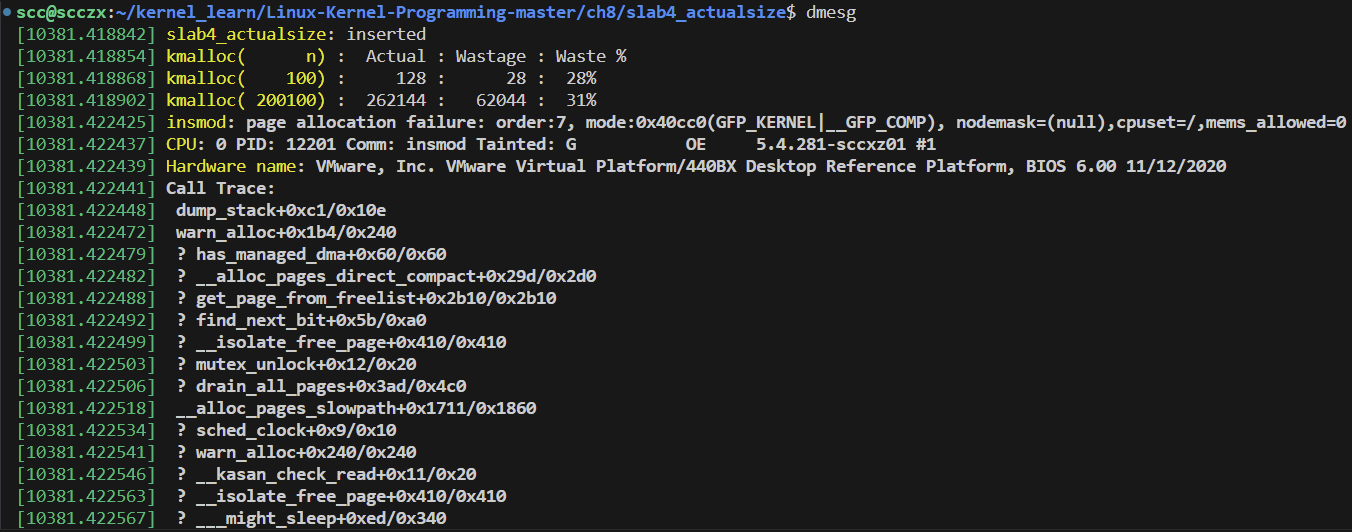 scc@scczx:~/kernel_learn/Linux-Kernel-Programming-master/ch8/slab4_actualsize$ dmesg
[10381.418842] slab4_actualsize: inserted
[10381.418854] kmalloc(      n) :  Actual : Wastage : Waste %
[10381.418868] kmalloc(    100) :     128 :      28 :  28%
[10381.418902] kmalloc( 200100) :  262144 :   62044 :  31%
[10381.422425] insmod: page allocation failure: order:7, mode:0x40cc0(GFP_KERNEL|__GFP_COMP), nodemask=(null),cpuset=/,mems_allowed=0
[10381.422437] CPU: 0 PID: 12201 Comm: insmod Tainted: G           OE     5.4.281-sccxz01 #1
[10381.422439] Hardware name: VMware, Inc. VMware Virtual Platform/440BX Desktop Reference Platform, BIOS 6.00 11/12/2020
[10381.422441] Call Trace:
[10381.422448]  dump_stack+0xc1/0x10e
[10381.422472]  warn_alloc+0x1b4/0x240
[10381.422479]  ? has_managed_dma+0x60/0x60
[10381.422482]  ? __alloc_pages_direct_compact+0x29d/0x2d0
[10381.422488]  ? get_page_from_freelist+0x2b10/0x2b10
[10381.422492]  ? find_next_bit+0x5b/0xa0
[10381.422499]  ? __isolate_free_page+0x410/0x410
[10381.422503]  ? mutex_unlock+0x12/0x20
[10381.422506]  ? drain_all_pages+0x3ad/0x4c0
[10381.422518]  __alloc_pages_slowpath+0x1711/0x1860
[10381.422534]  ? sched_clock+0x9/0x10
[10381.422541]  ? warn_alloc+0x240/0x240
[10381.422546]  ? __kasan_check_read+0x11/0x20
[10381.422563]  ? __isolate_free_page+0x410/0x410
[10381.422567]  ? ___might_sleep+0xed/0x340